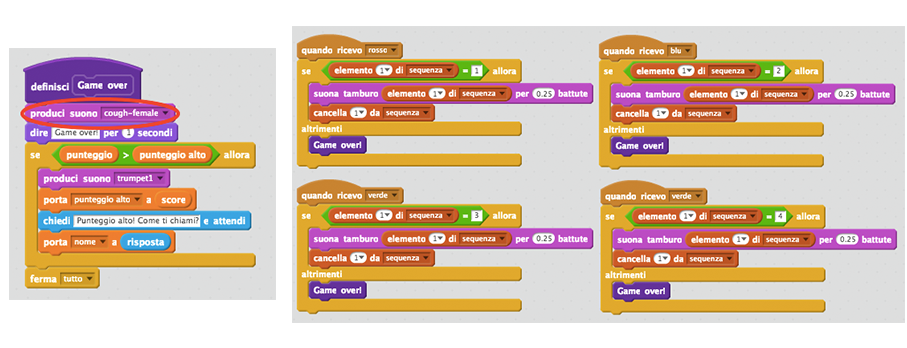 definisci Game over
produci suono cough-female
dire Game over! per 1 secondi
se punteggio > punteggio alto allora
produci suono trumpet1
porta punteggio alto a score
chiedi Punteggio alto! Come ti chiami? e attendi
porta nome a risposta
ferma tutto
quando ricevo rosso
se elemento 1 di sequenza = 1 allora
suona tamburo elemento 1 di sequenza per 0.25 battute
cancella 1 da sequenza
altrimenti
Game over!
quando ricevo blu
se elemento 1 di sequenza = 2 allora
suona tamburo elemento 1 di sequenza per 0.25 battute
cancella 1 da sequenza
altrimenti
Game over!
quando ricevo verde
se elemento 1 di sequenza = 3 allora
suona tamburo elemento 1 di sequenza per 0.25 battute
cancella 1 da sequenza
altrimenti
Game over!
quando ricevo verde
se elemento 1 di sequenza = 4 allora
suona tamburo elemento 1 di sequenza per 0.25 battute
cancella 1 da sequenza
altrimenti
Game over!